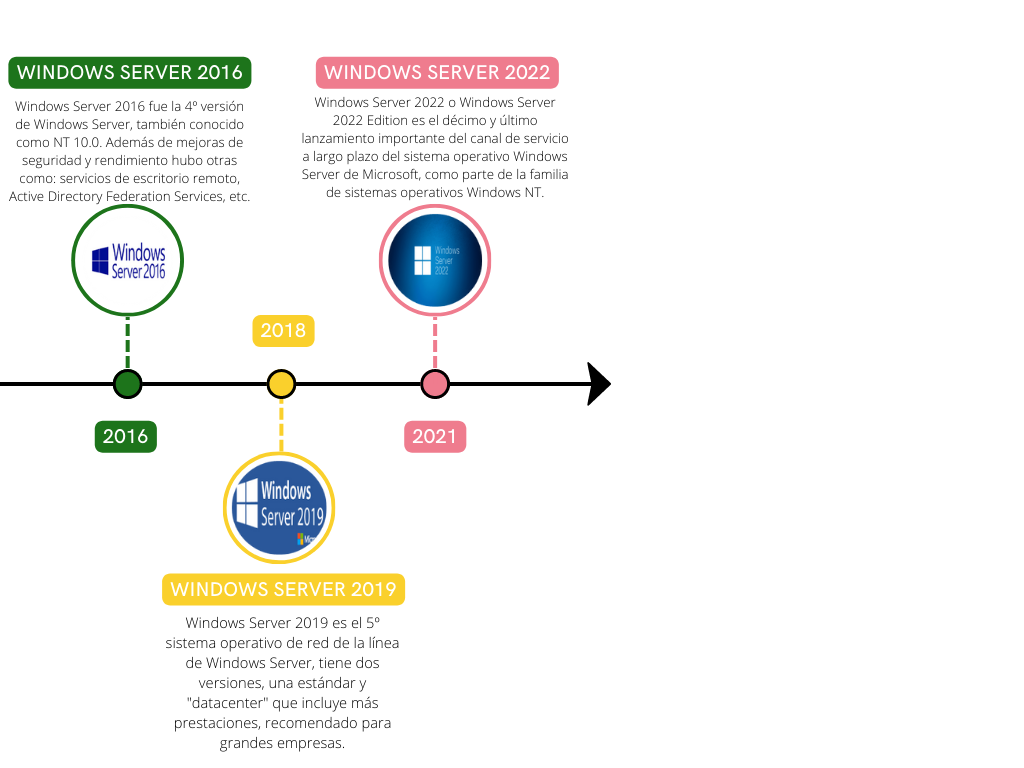 WINDOWS SERVER 2016
Windows Server 2016 fue la 4º versión
de Windows Server, también conocido
como NT 10.0. Además de mejoras de
seguridad y rendimiento hubo otras
como: servicios de escritorio remoto,
Active Directory Federation Services, etc.
Windows
Server 2016
2016
2018
Windows
Server 2019
WINDOWS SERVER 2019
Windows Server 2019 es el 5º
sistema operativo de red de la línea
de Windows Server, tiene dos
versiones, una estándar y
"datacenter" que incluye más
prestaciones, recomendado para
grandes empresas.
WINDOWS SERVER 2022
Windows Server 2022 o Windows Server
2022 Edition es el décimo y último
lanzamiento importante del canal de servicio
a largo plazo del sistema operativo Windows
Server de Microsoft, como parte de la familia
de sistemas operativos Windows NT.
Windows
Server
2022
2021